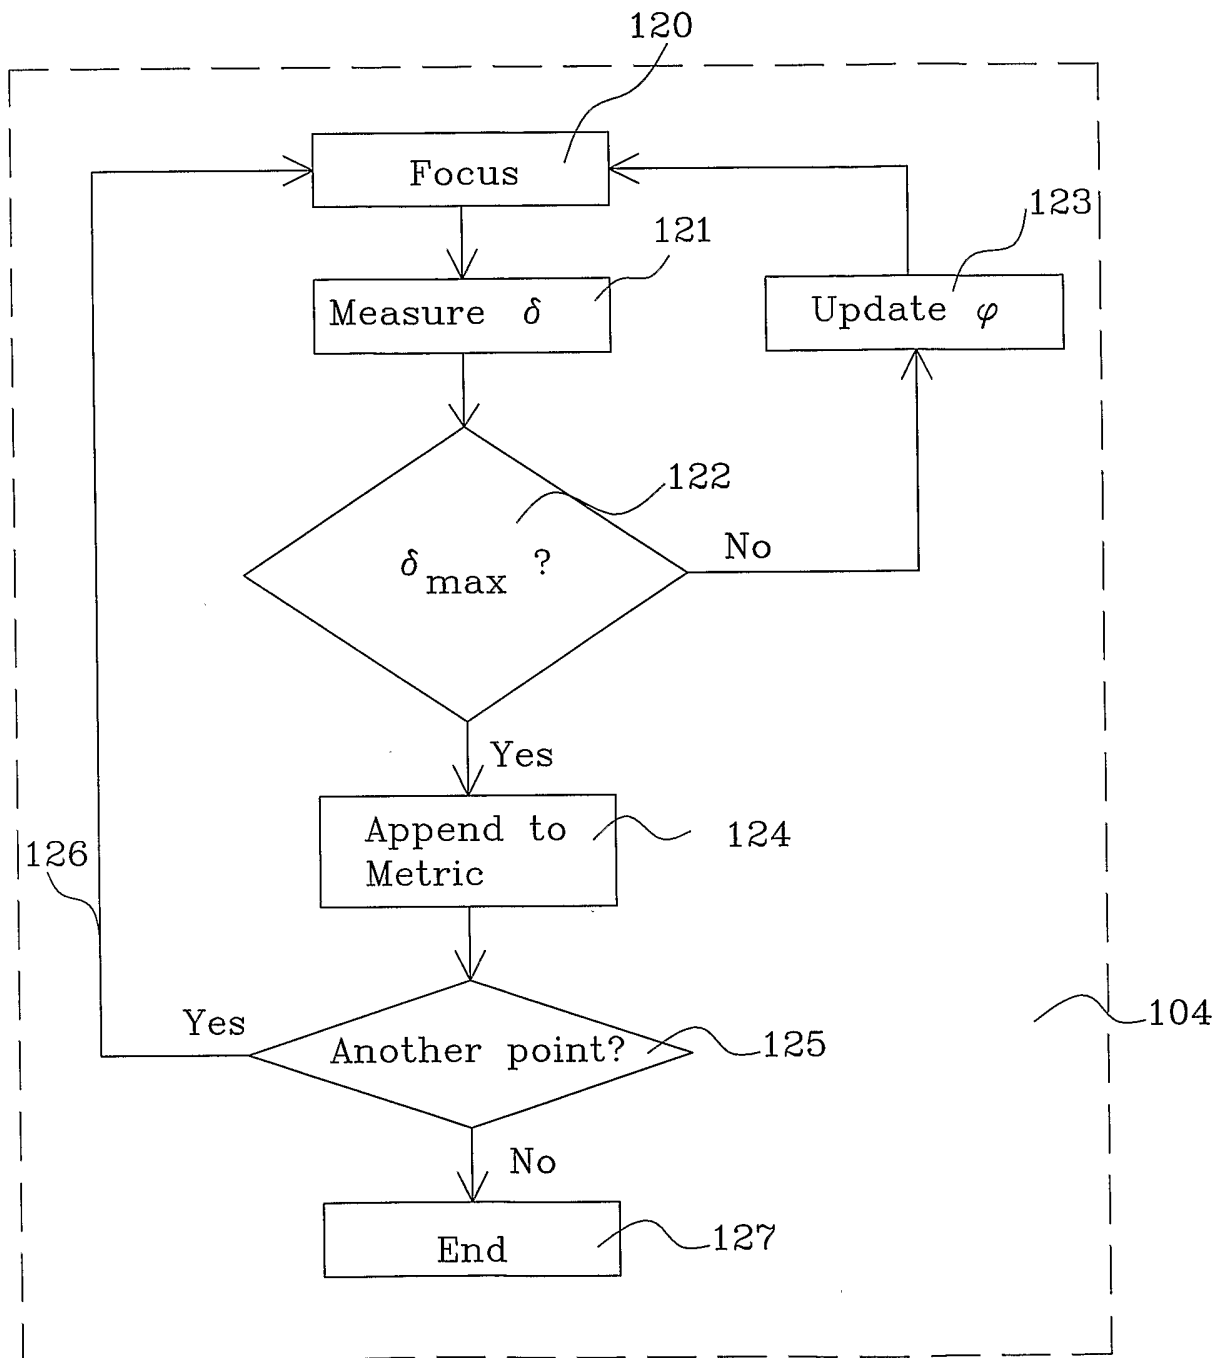 120
Focus
123
121
Measure δ
Update φ
122
δmax ?
No
Yes
Append to
Metric
124
126
Yes
Another point?
125
104
No
End
127